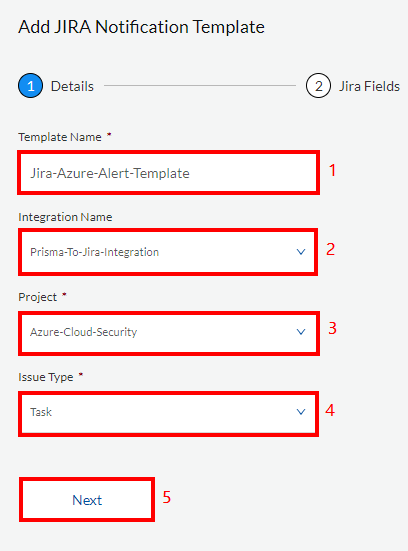 Add JIRA Notification Template
1 Details 2 Jira Fields
Template Name *
Jira-Azure-Alert-Template 1
Integration Name
Prisma-To-Jira-Integration 2
Project *
Azure-Cloud-Security 3
Issue Type *
Task 4
Next 5